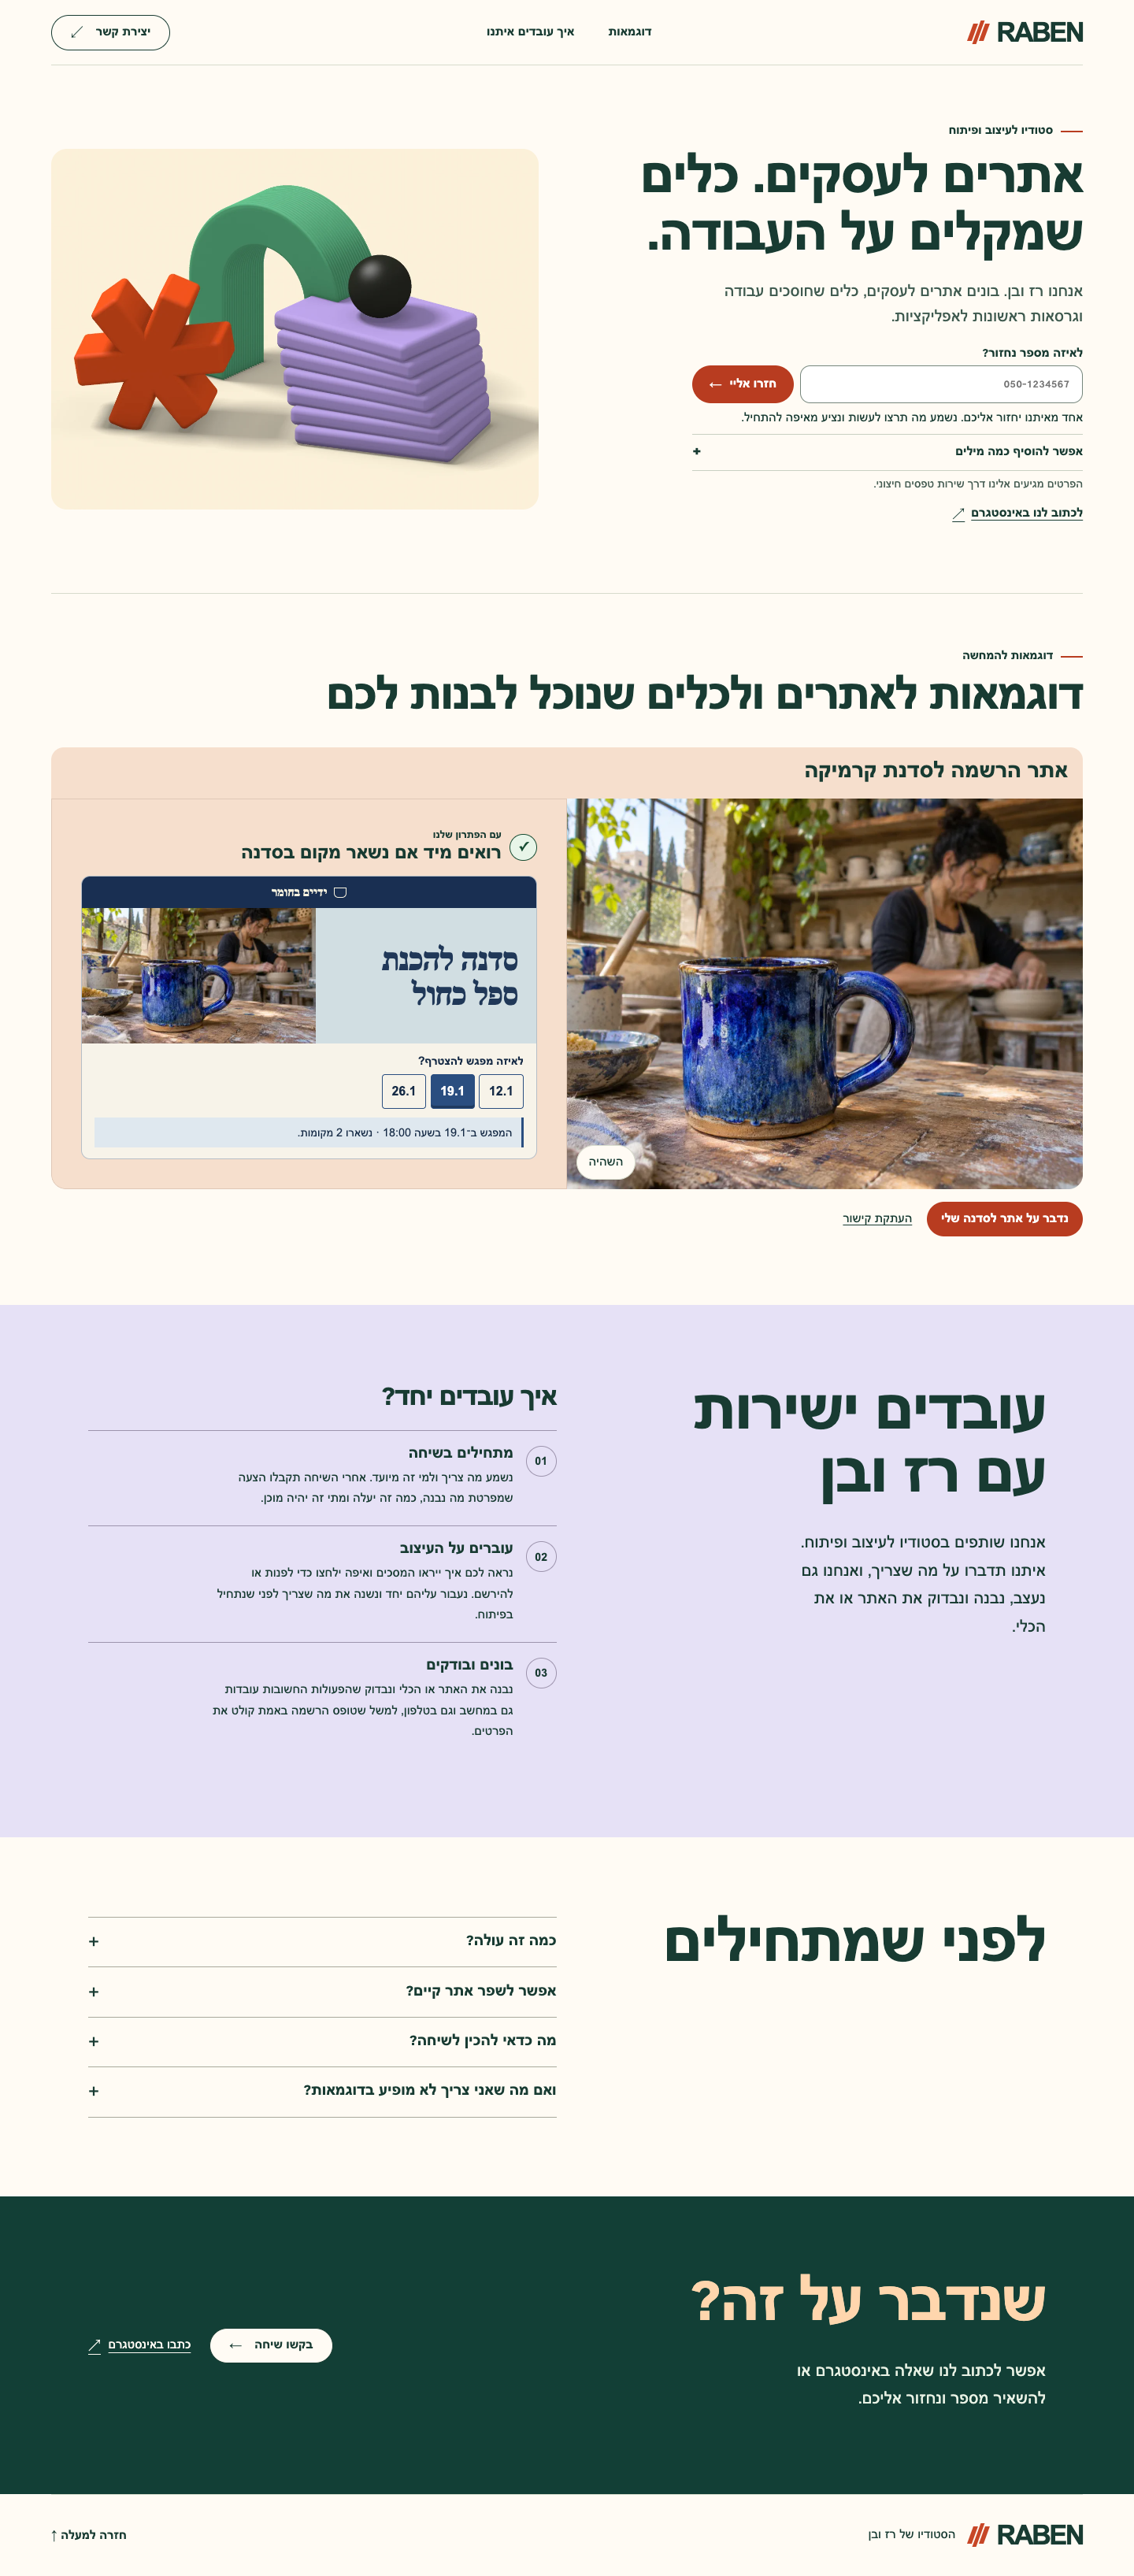 RABEN
דוגמאות
איך עובדים איתנו
יצירת קשר ↙
סטודיו לעיצוב ופיתוח
אתרים לעסקים. כלים
שמקלים על העבודה.
אנחנו רז ובן. בונים אתרים לעסקים, כלים שחוסכים עבודה
וגרסאות ראשונות לאפליקציות.
לאיזה מספר נחזור?
050-1234567
חזרו אליי ←
אחד מאיתנו יחזור אליכם. נשמע מה תרצו לעשות ונציע מאיפה להתחיל.
אפשר להוסיף כמה מילים +
הפרטים מגיעים אלינו דרך שירות טפסים חיצוני.
לכתוב לנו באינסטגרם ↗
דוגמאות להמחשה
דוגמאות לאתרים ולכלים שנוכל לבנות לכם
אתר הרשמה לסדנת קרמיקה
השהיה
עם הפתרון שלנו
✓ רואים מיד אם נשאר מקום בסדנה
ידיים בחומר
סדנה להכנת
ספל כחול
לאיזה מפגש להצטרף?
12.1
19.1
26.1
המפגש ב־19.1 בשעה 18:00 · נשארו 2 מקומות.
נדבר על אתר לסדנה שלי
העתקת קישור
עובדים ישירות
עם רז ובן
אנחנו שותפים בסטודיו לעיצוב ופיתוח.
איתנו תדברו על מה שצריך, ואנחנו גם
נעצב, נבנה ונבדוק את האתר או את
הכלי.
איך עובדים יחד?
01
מתחילים בשיחה
נשמע מה צריך ולמי זה מיועד. אחרי השיחה תקבלו הצעה
שמפרטת מה נבנה, כמה זה יעלה ומתי זה יהיה מוכן.
02
עוברים על העיצוב
נראה לכם איך ייראו המסכים ואיפה ילחצו כדי לפנות או
להירשם. נעבור עליהם יחד ונשנה את מה שצריך לפני שנתחיל
בפיתוח.
03
בונים ובודקים
נבנה את האתר או הכלי ונבדוק שהפעולות החשובות עובדות
גם במחשב וגם בטלפון, למשל שטופס הרשמה באמת קולט את
הפרטים.
לפני שמתחילים
כמה זה עולה? +
אפשר לשפר אתר קיים? +
מה כדאי להכין לשיחה? +
ואם מה שאני צריך לא מופיע בדוגמאות? +
שנדבר על זה?
אפשר לכתוב לנו שאלה באינסטגרם או
להשאיר מספר ונחזור אליכם.
בקשו שיחה ←
כתבו באינסטגרם ↗
RABEN
הסטודיו של רז ובן
חזרה למעלה ↑